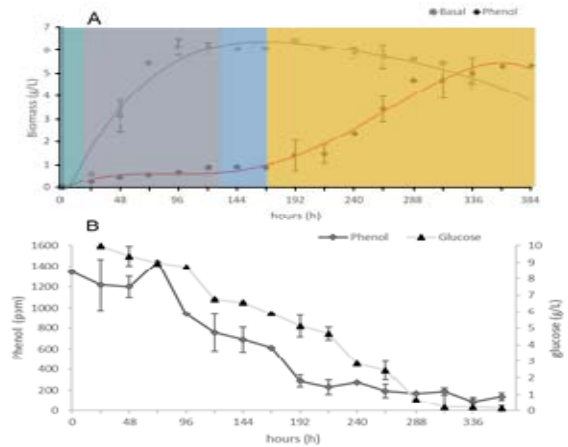 A
Basal Phenol
7
6
5
4
3
2
1
0
Biomass (g/L)
0 48 96 144 192 240 288 336 384
hours (h)
B
Phenol Glucose
1600
1400
1200
1000
800
600
400
200
0
Phenol (ppm)
10
9
8
7
6
5
4
3
2
1
0
glucose (g/L)
0 48 96 144 192 240 288 336
hours (h)